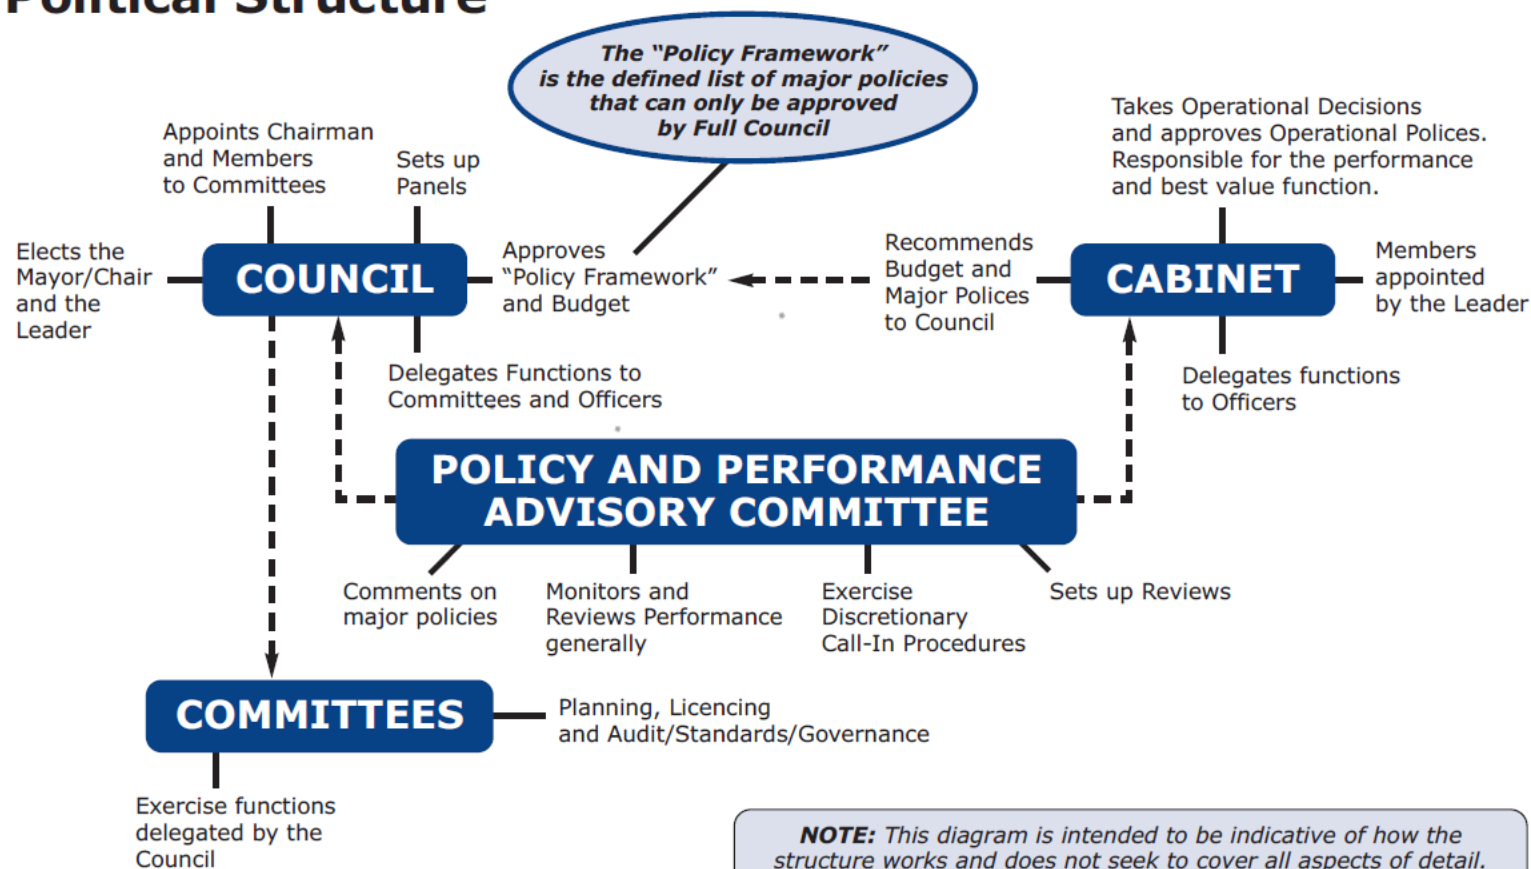 Political Structure
The “Policy Framework”
is the defined list of major policies
that can only be approved
by Full Council
Appoints Chairman
and Members
to Committees
Sets up
Panels
Takes Operational Decisions
and approves Operational Polices.
Responsible for the performance
and best value function.
Elects the
Mayor/Chair
and the
Leader
COUNCIL
Approves
“Policy Framework”
and Budget
Recommends
Budget and
Major Polices
to Council
CABINET
Members
appointed
by the Leader
Delegates Functions to
Committees and Officers
Delegates functions
to Officers
POLICY AND PERFORMANCE
ADVISORY COMMITTEE
Comments on
major policies
Monitors and
Reviews Performance
generally
Exercise
Discretionary
Call-In Procedures
Sets up Reviews
COMMITTEES
Planning, Licencing
and Audit/Standards/Governance
Exercise functions
delegated by the
Council
NOTE: This diagram is intended to be indicative of how the
structure works and does not seek to cover all aspects of detail.